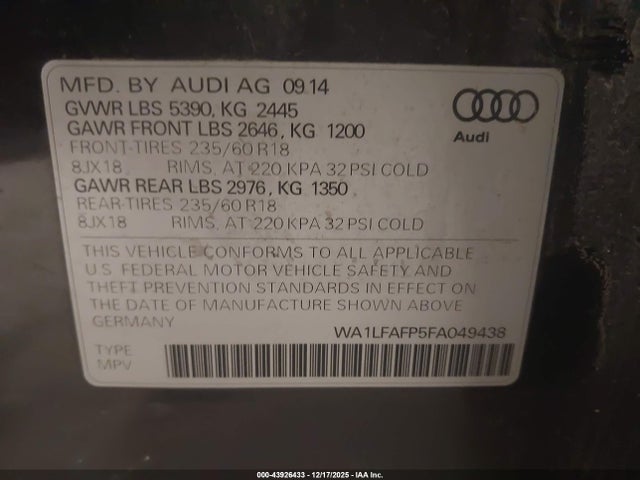 MFD. BY AUDI AG 09.14
GVWR LBS 5390, KG 2445
GAWR FRONT LBS 2646, KG 1200
FRONT-TIRES 235/60 R18
8JX18 RIMS, AT 220 KPA 32 PSI COLD
GAWR REAR LBS 2976, KG 1350
REAR-TIRES 235/60 R18
8JX18 RIMS, AT 220 KPA 32 PSI COLD
Audi
THIS VEHICLE CONFORMS TO ALL APPLICABLE
U.S. FEDERAL MOTOR VEHICLE SAFETY AND
THEFT PREVENTION STANDARDS IN EFFECT ON
THE DATE OF MANUFACTURE SHOWN ABOVE
GERMANY
WA1LFAFP5FA049438
TYPE
MPV
000-43926433 - 12/17/2025 - IAA Inc.